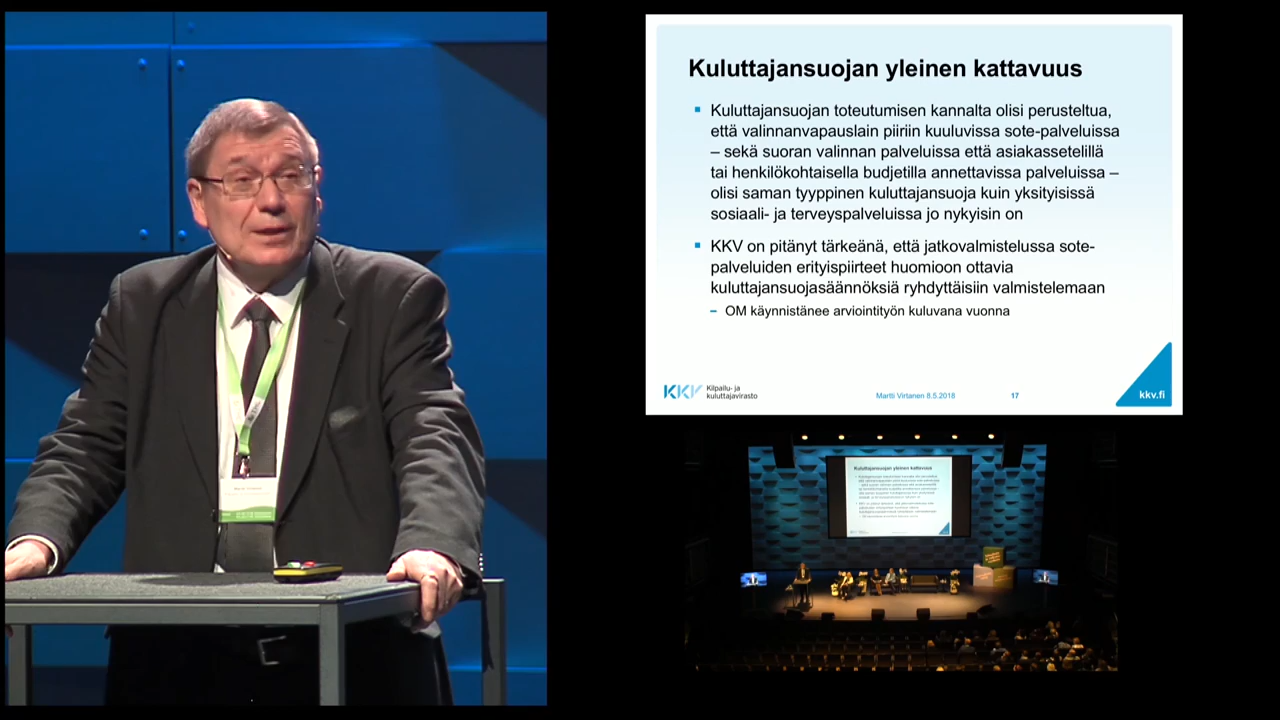 Kuluttajansuojan yleinen kattavuus
Kuluttajansuojan toteutumisen kannalta olisi perusteltua,
että valinnanvapauslain piiriin kuuluvissa sote-palveluissa
– sekä suoran valinnan palveluissa että asiakassetelillä
tai henkilökohtaisella budjetilla annettavissa palveluissa –
olisi saman tyyppinen kuluttajansuoja kuin yksityisissä
sosiaali- ja terveyspalveluissa jo nykyisin on
KKV on pitänyt tärkeänä, että jatkovalmistelussa sote-
palveluiden erityispiirteet huomioon ottavia
kuluttajansuojasäännöksiä ryhdyttäisiin valmistelemaan
– OM käynnistänee arviointityön kuluvana vuonna
KKV Kilpailu- ja
kuluttajavirasto
Martti Virtanen 8.5.2018
17
kkv.fi
Kuluttajansuojan yleinen kattavuus